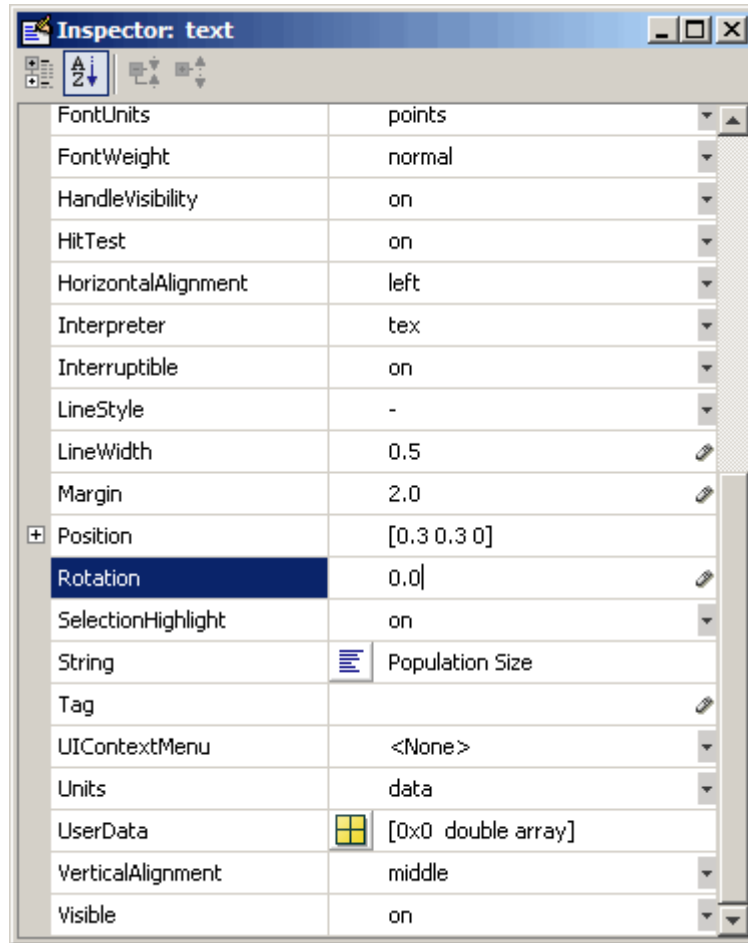 Inspector: text
FontUnits points
FontWeight normal
HandleVisibility on
HitTest on
HorizontalAlignment left
Interpreter tex
Interruptible on
LineStyle -
LineWidth 0.5
Margin 2.0
Position [0.3 0.3 0]
Rotation 0.0
SelectionHighlight on
String Population Size
Tag
UIContextMenu <None>
Units data
UserData [0x0 double array]
VerticalAlignment middle
Visible on